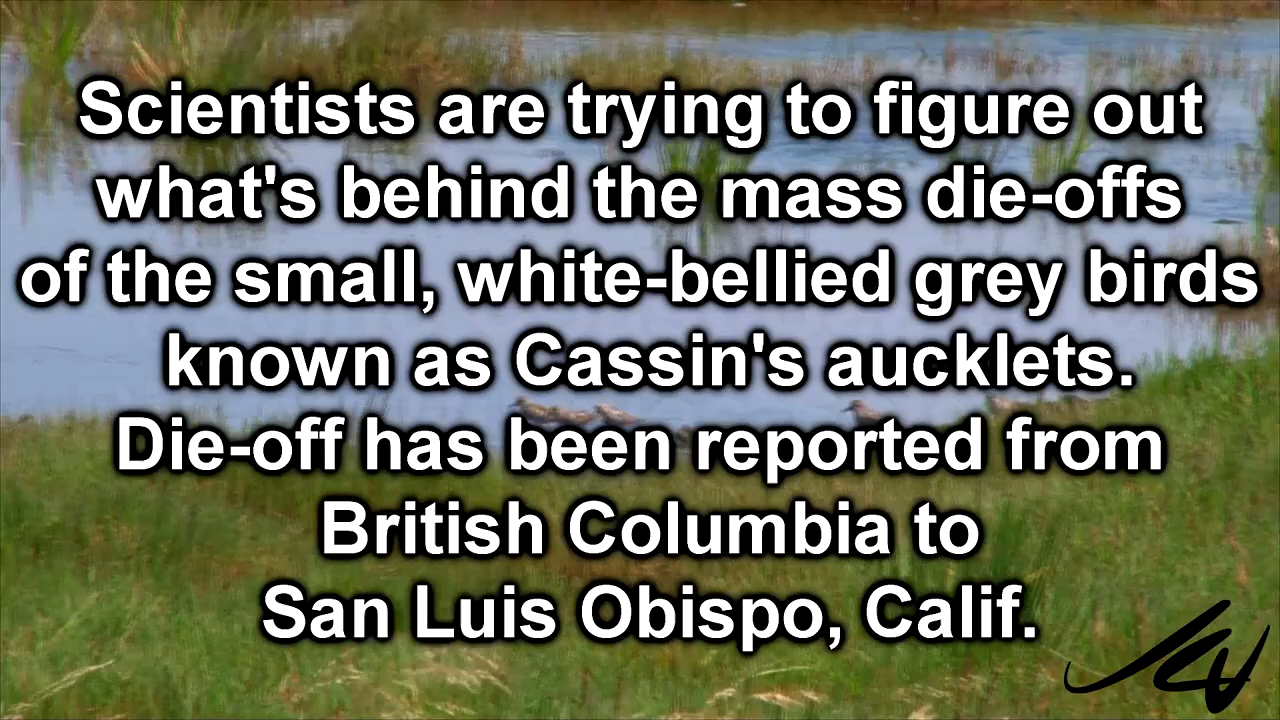 Scientists are trying to figure out
what's behind the mass die-offs
of the small, white-bellied grey birds
known as Cassin's aucklets.
Die-off has been reported from
British Columbia to
San Luis Obispo, Calif.